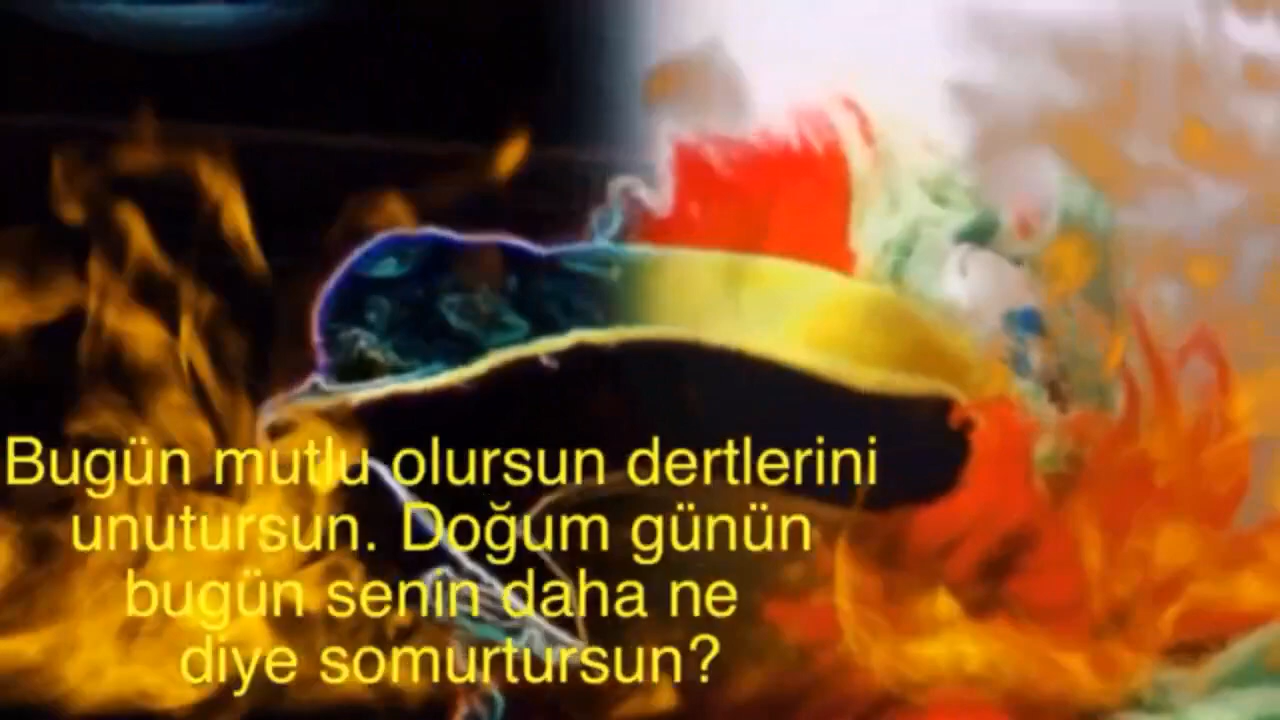 Bugün mutlu olursun dertlerini
unutursun. Doğum günün
bugün senin daha ne
diye somurtursun?